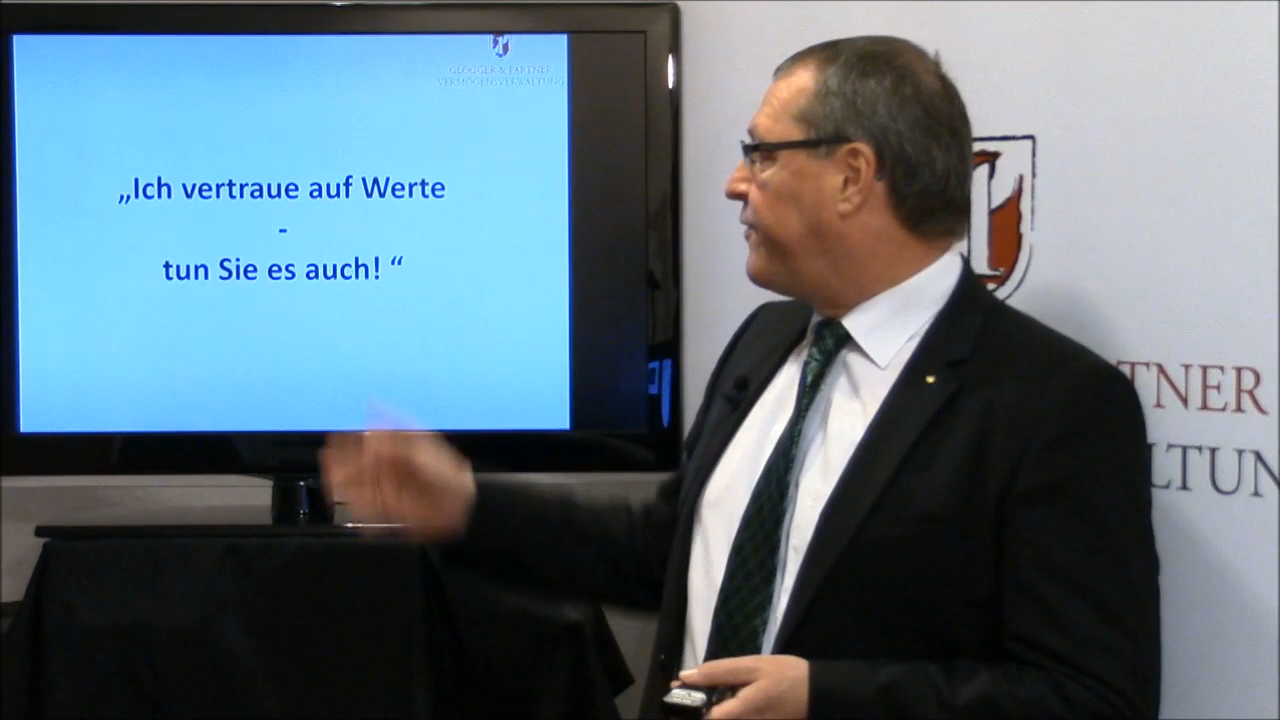 GLOGGER & PARTNER
VERMÖGENSVERWALTUNG
„Ich vertraue auf Werte
-
tun Sie es auch! “
TNER
LTUN